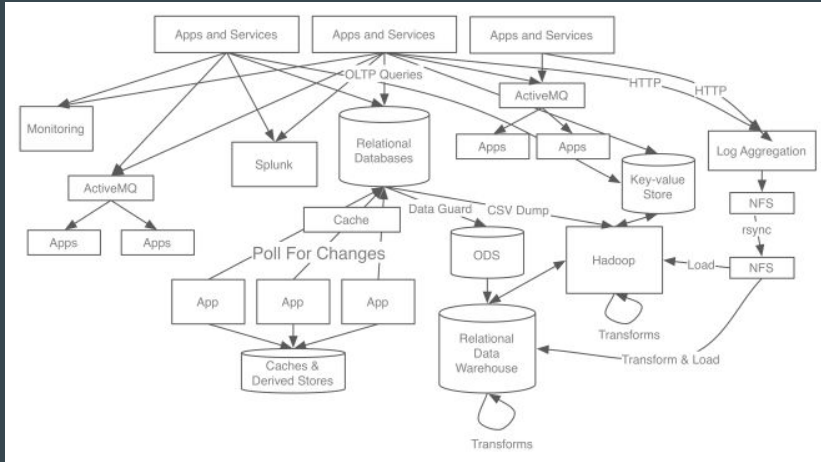 Apps and Services
Apps and Services
Apps and Services
OLTP Queries
HTTP
HTTP
ActiveMQ
Monitoring
Relational
Databases
Apps
Apps
Splunk
Log Aggregation
Key-value
Store
ActiveMQ
NFS
Cache
Data Guard
CSV Dump
rsync
Apps
Apps
Poll For Changes
ODS
Hadoop
Load
NFS
App
App
App
Transforms
Relational
Data
Warehouse
Transform & Load
Caches &
Derived Stores
Transforms